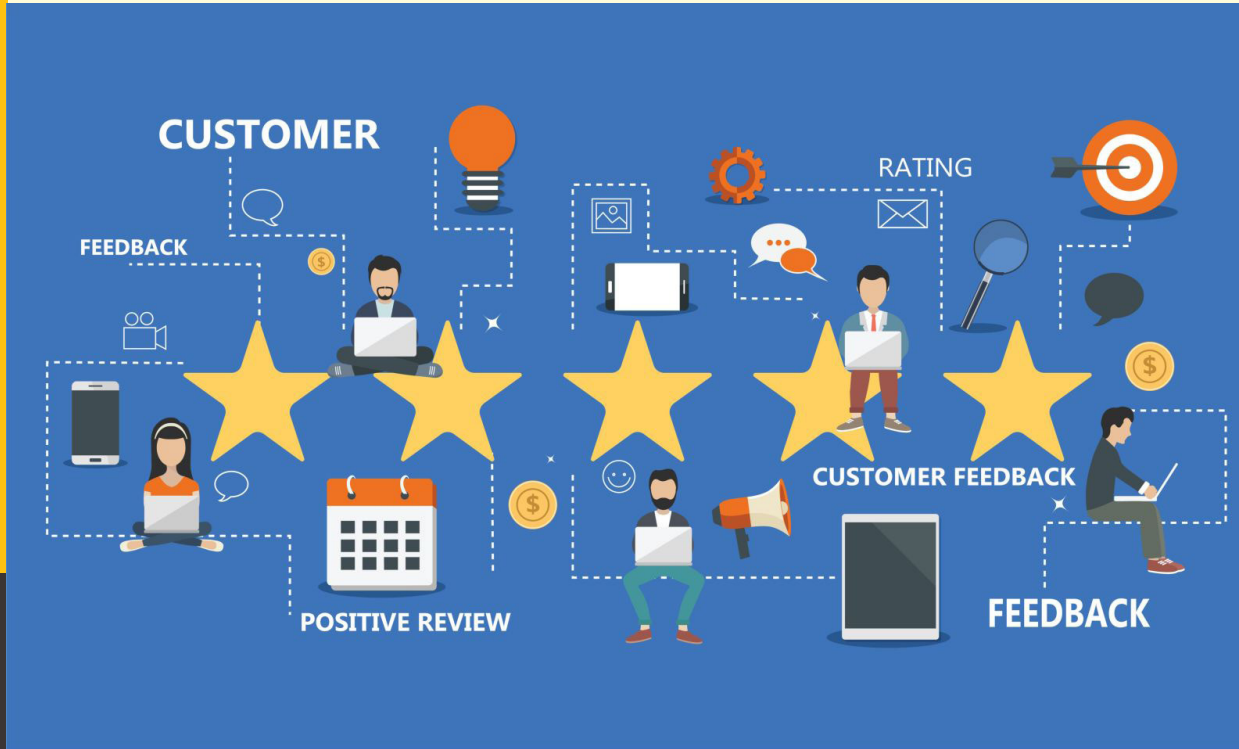 CUSTOMER
RATING
FEEDBACK
CUSTOMER FEEDBACK
POSITIVE REVIEW
FEEDBACK
$
$
$